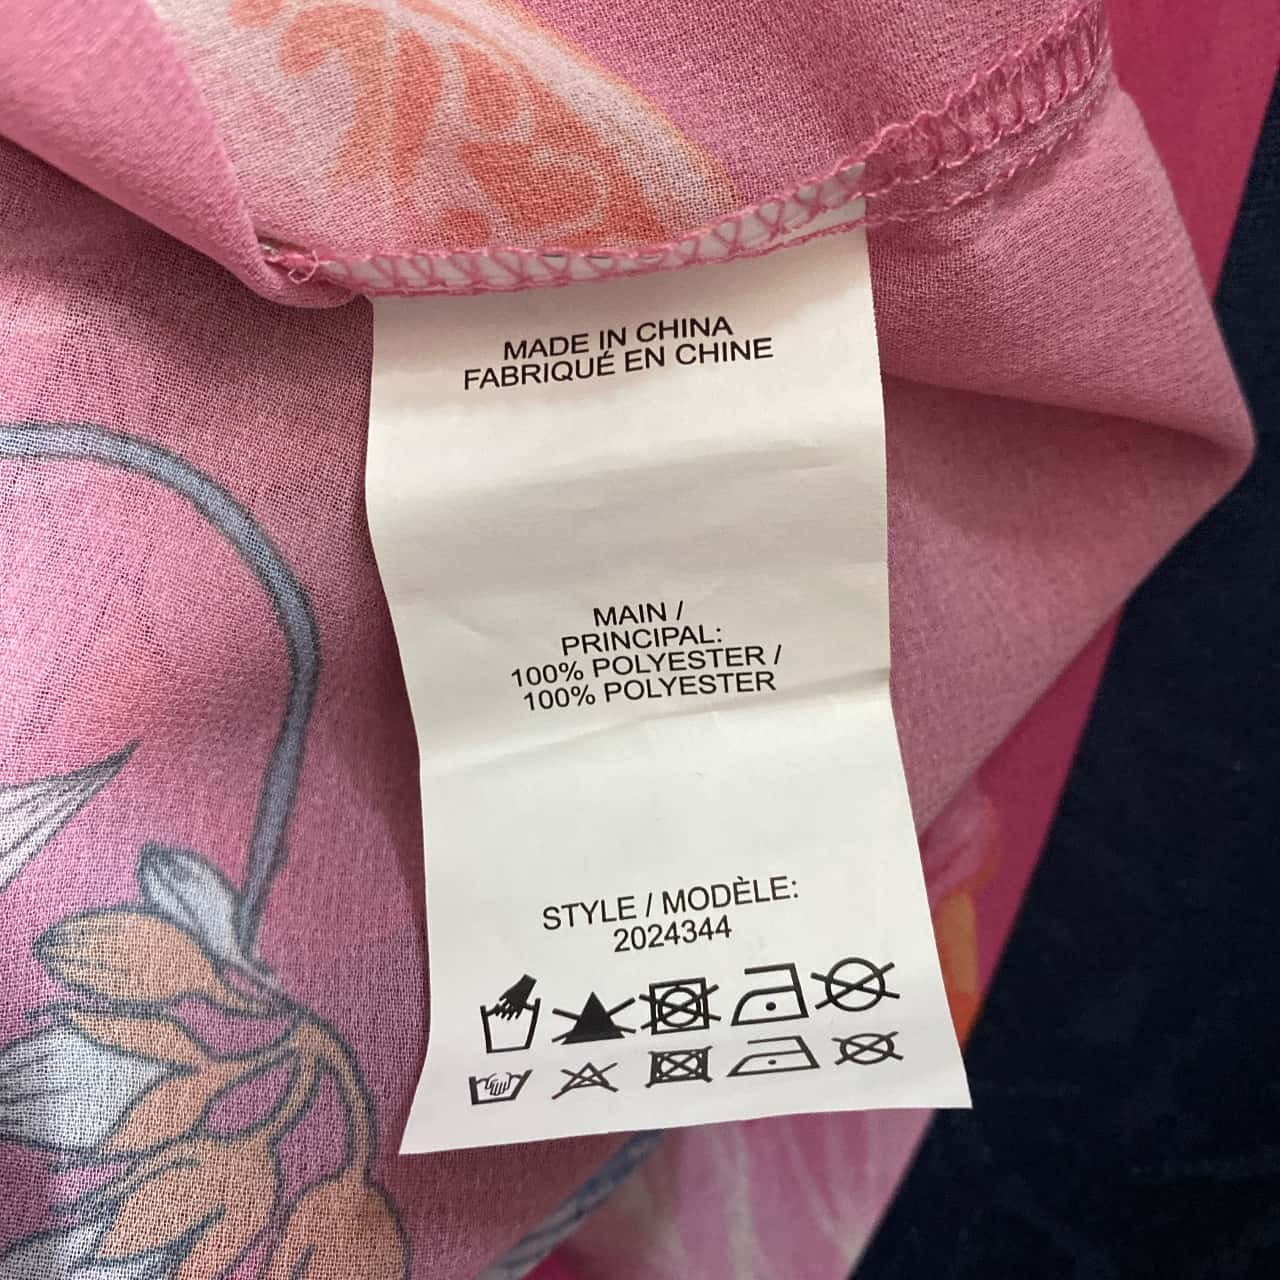 MADE IN CHINA
FABRIQUÉ EN CHINE
MAIN /
PRINCIPAL:
100% POLYESTER /
100% POLYESTER
STYLE / MODÈLE:
2024344